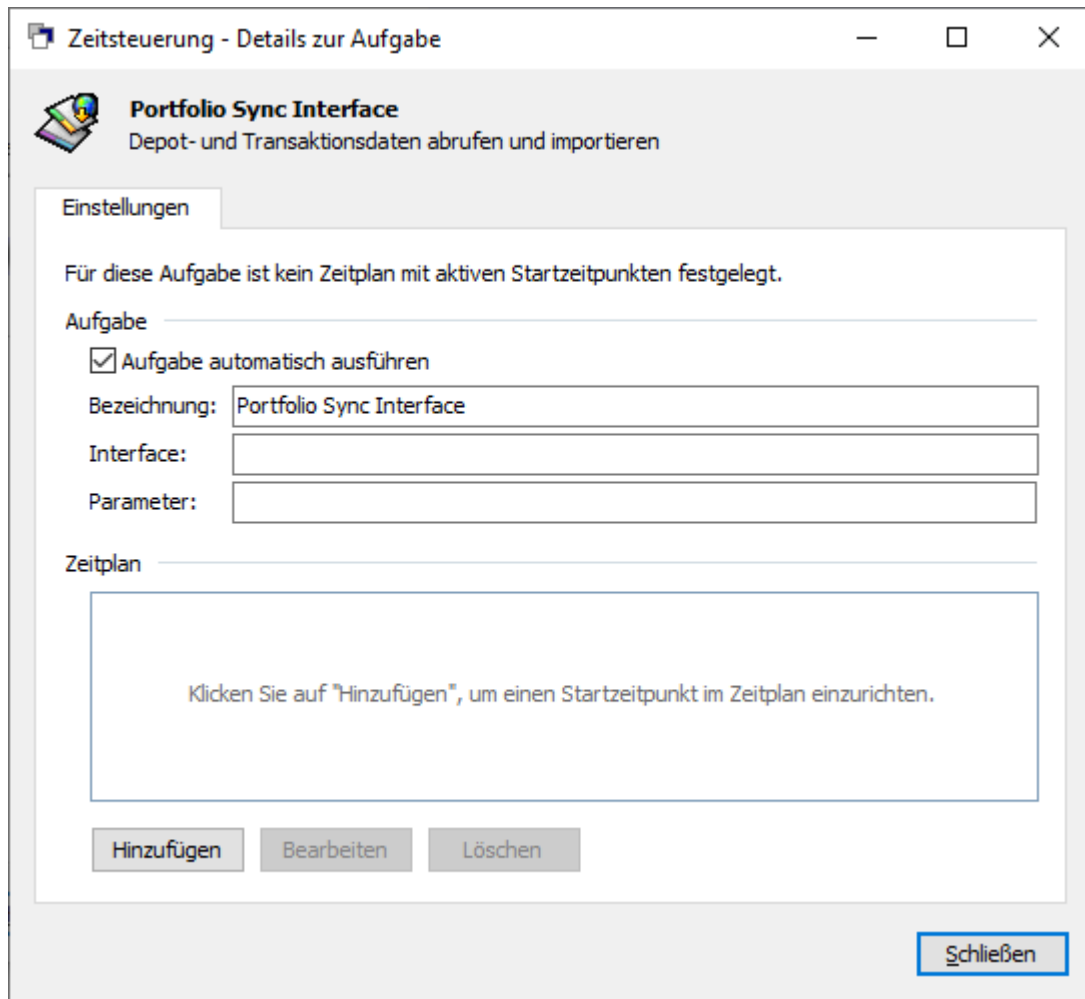 Zeitsteuerung - Details zur Aufgabe
Portfolio Sync Interface
Depot- und Transaktionsdaten abrufen und importieren
Einstellungen
Für diese Aufgabe ist kein Zeitplan mit aktiven Startzeitpunkten festgelegt.
Aufgabe
Aufgabe automatisch ausführen
Bezeichnung: Portfolio Sync Interface
Interface:
Parameter:
Zeitplan
Klicken Sie auf "Hinzufügen", um einen Startzeitpunkt im Zeitplan einzurichten.
Hinzufügen Bearbeiten Löschen
Schließen